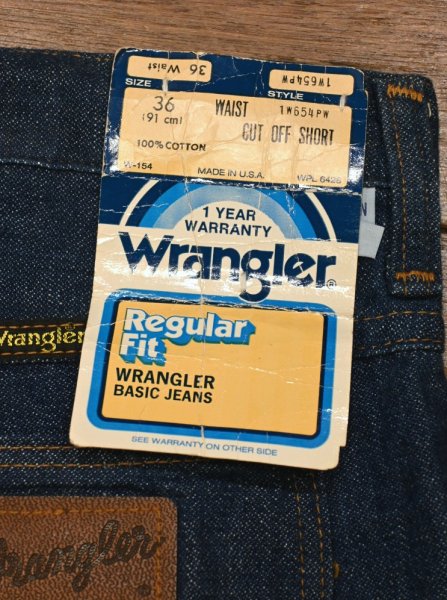 36 Waist
1W654PW
SIZE
STYLE
36 WAIST 1W654PW
(91 cm) CUT OFF SHORT
100% COTTON
W-154 MADE IN U.S.A. WPL 6426
1 YEAR
WARRANTY
Wrangler®
Regular
Fit
WRANGLER
BASIC JEANS
SEE WARRANTY ON OTHER SIDE
Wrangler
Wrangler
®